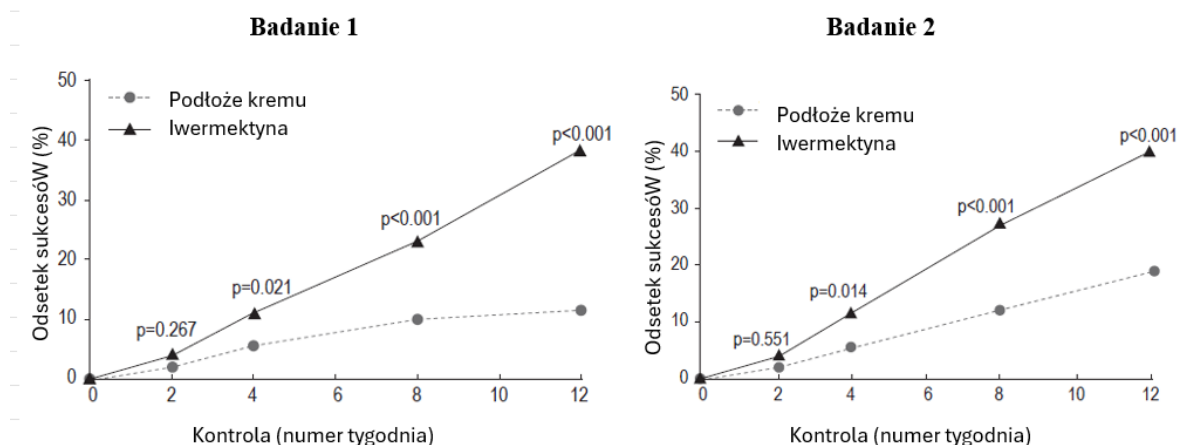 Badanie 1
Odsetek sukcesóW (%)
50
40
30
20
10
0
Podłoże kremu
Iwermektyna
p=0.267
p=0.021
p<0.001
p<0.001
0 2 4 6 8 10 12
Kontrola (numer tygodnia)
Badanie 2
Odsetek sukcesóW (%)
50
40
30
20
10
0
Podłoże kremu
Iwermektyna
p=0.551
p=0.014
p<0.001
p<0.001
0 2 4 6 8 10 12
Kontrola (numer tygodnia)